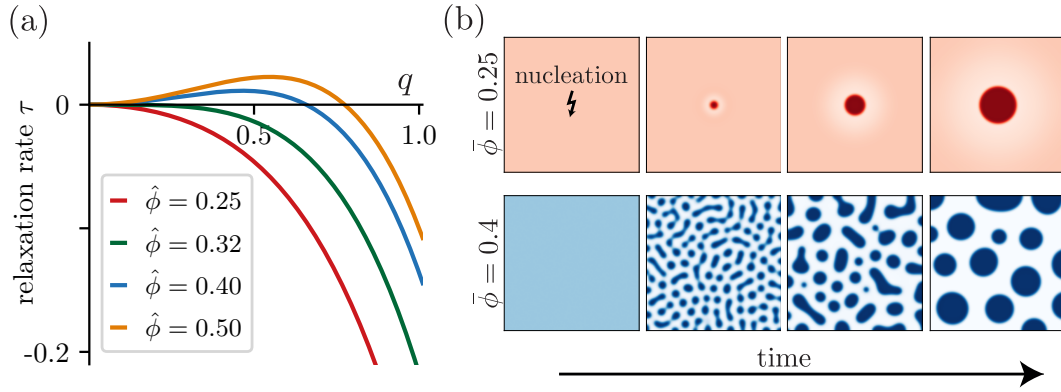 (a)
relaxation rate τ
0
-0.2
q
0.5
1.0
ϕ̂ = 0.25
ϕ̂ = 0.32
ϕ̂ = 0.40
ϕ̂ = 0.50
(b)
ϕ̄ = 0.25
nucleation
ϕ̄ = 0.4
time